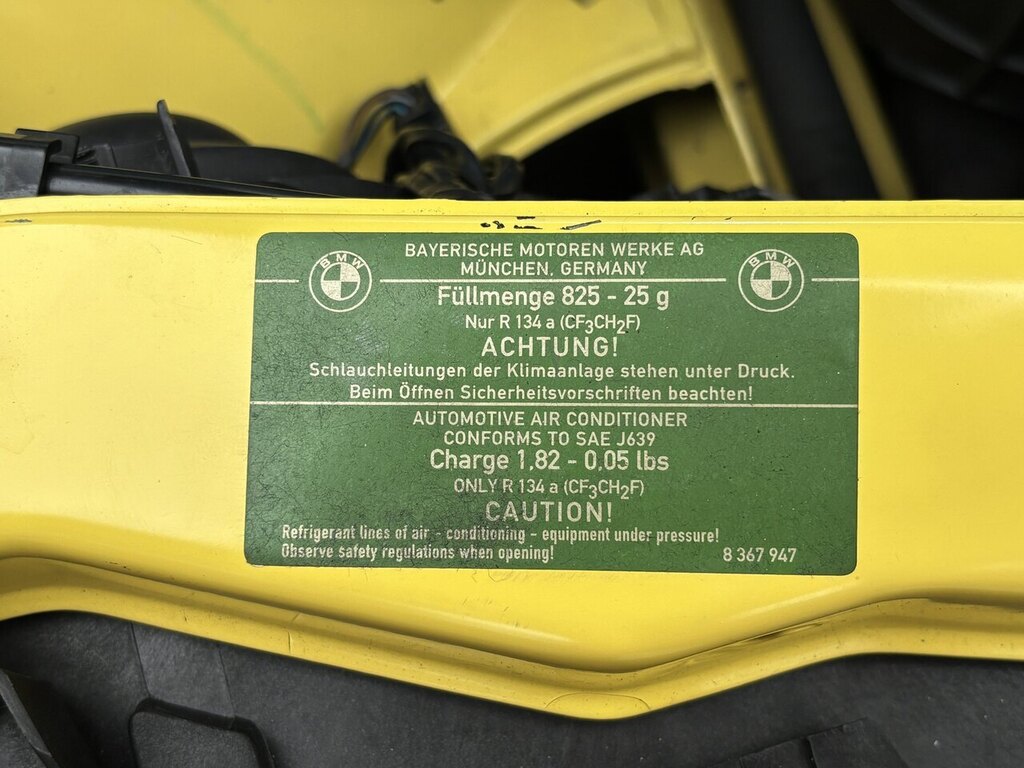 BAYERISCHE MOTOREN WERKE AG
MÜNCHEN, GERMANY
BMW
BMW
Füllmenge 825 - 25 g
Nur R 134 a (CF₃CH₂F)
ACHTUNG!
Schlauchleitungen der Klimaanlage stehen unter Druck.
Beim Öffnen Sicherheitsvorschriften beachten!
AUTOMOTIVE AIR CONDITIONER
CONFORMS TO SAE J639
Charge 1,82 - 0,05 lbs
ONLY R 134 a (CF₃CH₂F)
CAUTION!
Refrigerant lines of air - conditioning - equipment under pressure!
Observe safety regulations when opening!
8 367 947